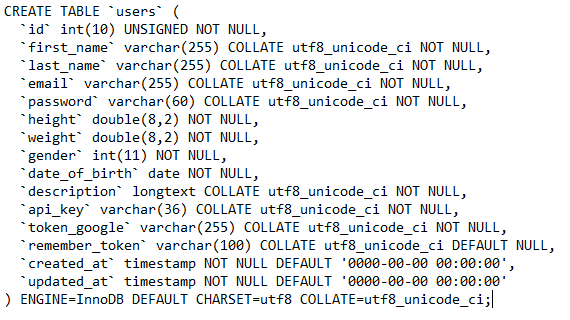 CREATE TABLE `users` (
  `id` int(10) UNSIGNED NOT NULL,
  `first_name` varchar(255) COLLATE utf8_unicode_ci NOT NULL,
  `last_name` varchar(255) COLLATE utf8_unicode_ci NOT NULL,
  `email` varchar(255) COLLATE utf8_unicode_ci NOT NULL,
  `password` varchar(60) COLLATE utf8_unicode_ci NOT NULL,
  `height` double(8,2) NOT NULL,
  `weight` double(8,2) NOT NULL,
  `gender` int(11) NOT NULL,
  `date_of_birth` date NOT NULL,
  `description` longtext COLLATE utf8_unicode_ci NOT NULL,
  `api_key` varchar(36) COLLATE utf8_unicode_ci NOT NULL,
  `token_google` varchar(255) COLLATE utf8_unicode_ci NOT NULL,
  `remember_token` varchar(100) COLLATE utf8_unicode_ci DEFAULT NULL,
  `created_at` timestamp NOT NULL DEFAULT '0000-00-00 00:00:00',
  `updated_at` timestamp NOT NULL DEFAULT '0000-00-00 00:00:00'
) ENGINE=InnoDB DEFAULT CHARSET=utf8 COLLATE=utf8_unicode_ci;